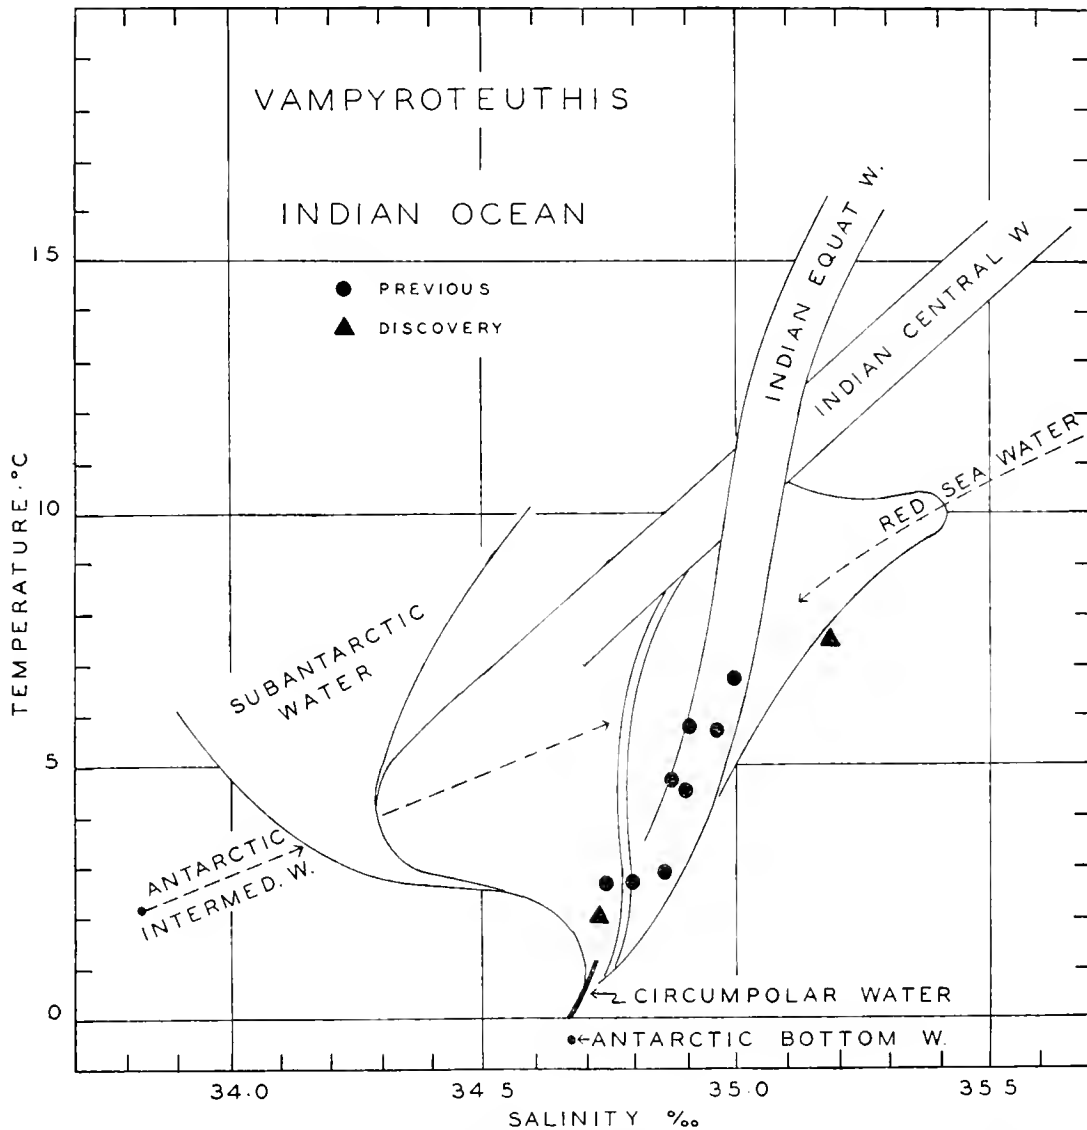 VAMPYROTEUTHIS
INDIAN OCEAN
● PREVIOUS
▲ DISCOVERY
INDIAN EQUAT W.
INDIAN CENTRAL W
RED SEA WATER
SUBANTARCTIC
WATER
ANTARCTIC
INTERMED. W.
CIRCUMPOLAR WATER
ANTARCTIC BOTTOM W.
TEMPERATURE.°C
15
10
5
0
34.0
34.5
35.0
35.5
SALINITY ‰